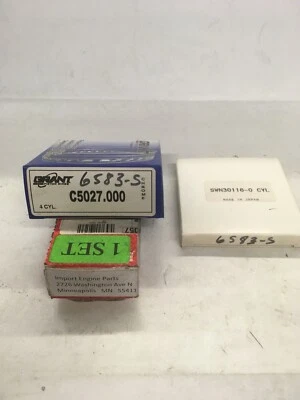 GRANT
6583-S
C5027.000
4 CYL.
1 SET
Import Engine Parts
2720 Washington Ave N
Minneapolis MN 55411
SWN30116-0 CYL
MADE IN JAPAN
6583-S